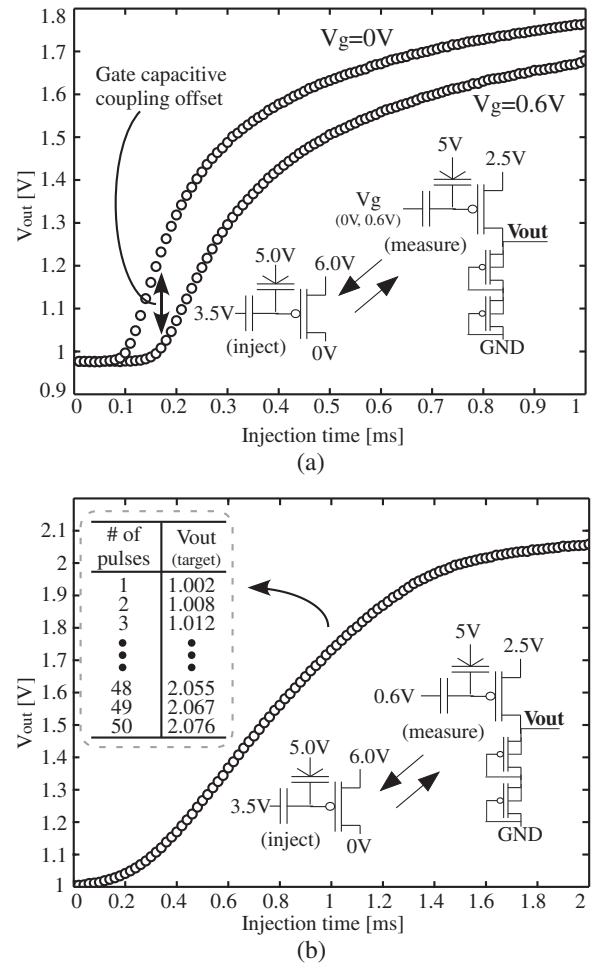 1.8
1.7
1.6
1.5
1.4
1.3
1.2
1.1
1
0.9
Vout [V]
Vg=0V
Vg=0.6V
Gate capacitive
coupling offset
5V
2.5V
Vg
(0V, 0.6V)
Vout
(measure)
5.0V
6.0V
3.5V
(inject)
0V
GND
0 0.1 0.2 0.3 0.4 0.5 0.6 0.7 0.8 0.9 1
Injection time [ms]
(a)
2.1
2
1.9
1.8
1.7
1.6
1.5
1.4
1.3
1.2
1.1
1
Vout [V]
# of pulses Vout (target)
1 1.002
2 1.008
3 1.012
48 2.055
49 2.067
50 2.076
5V
2.5V
0.6V
Vout
(measure)
5.0V
6.0V
3.5V
(inject)
0V
GND
0 0.2 0.4 0.6 0.8 1 1.2 1.4 1.6 1.8 2
Injection time [ms]
(b)